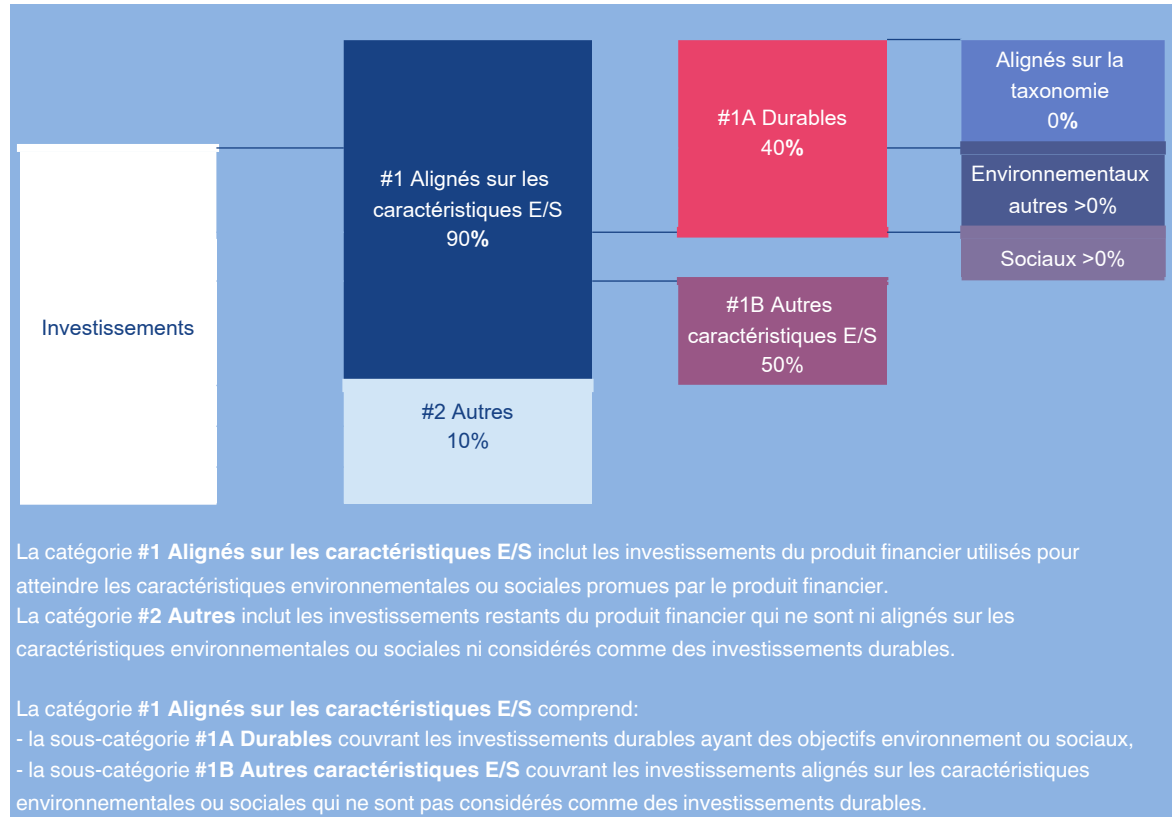 Investissements
#1 Alignés sur les
caractéristiques E/S
90%
#2 Autres
10%
#1A Durables
40%
#1B Autres
caractéristiques E/S
50%
Alignés sur la
taxonomie
0%
Environnementaux
autres >0%
Sociaux >0%
La catégorie #1 Alignés sur les caractéristiques E/S inclut les investissements du produit financier utilisés pour
atteindre les caractéristiques environnementales ou sociales promues par le produit financier.
La catégorie #2 Autres inclut les investissements restants du produit financier qui ne sont ni alignés sur les
caractéristiques environnementales ou sociales ni considérés comme des investissements durables.
La catégorie #1 Alignés sur les caractéristiques E/S comprend:
- la sous-catégorie #1A Durables couvrant les investissements durables ayant des objectifs environnement ou sociaux,
- la sous-catégorie #1B Autres caractéristiques E/S couvrant les investissements alignés sur les caractéristiques
environnementales ou sociales qui ne sont pas considérés comme des investissements durables.